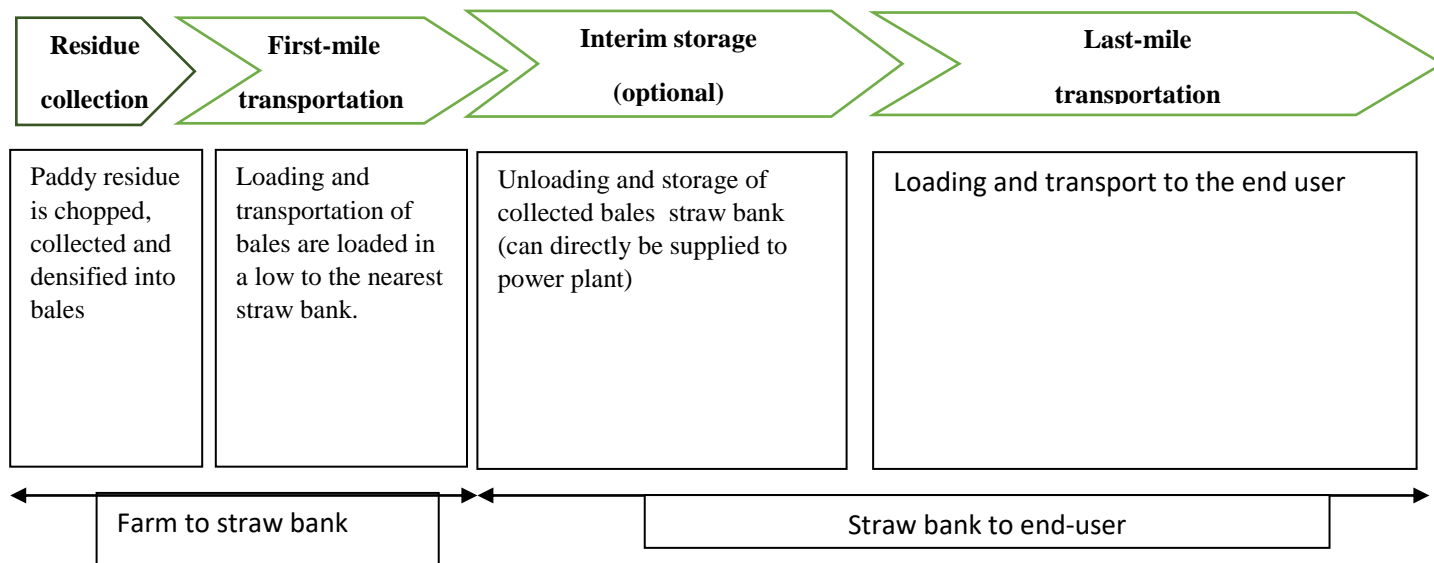 Residue
collection
First-mile
transportation
Interim storage
(optional)
Last-mile
transportation
Paddy residue
is chopped,
collected and
densified into
bales
Loading and
transportation of
bales are loaded in
a low to the nearest
straw bank.
Unloading and storage of
collected bales  straw bank
(can directly be supplied to
power plant)
Loading and transport to the end user
Farm to straw bank
Straw bank to end-user